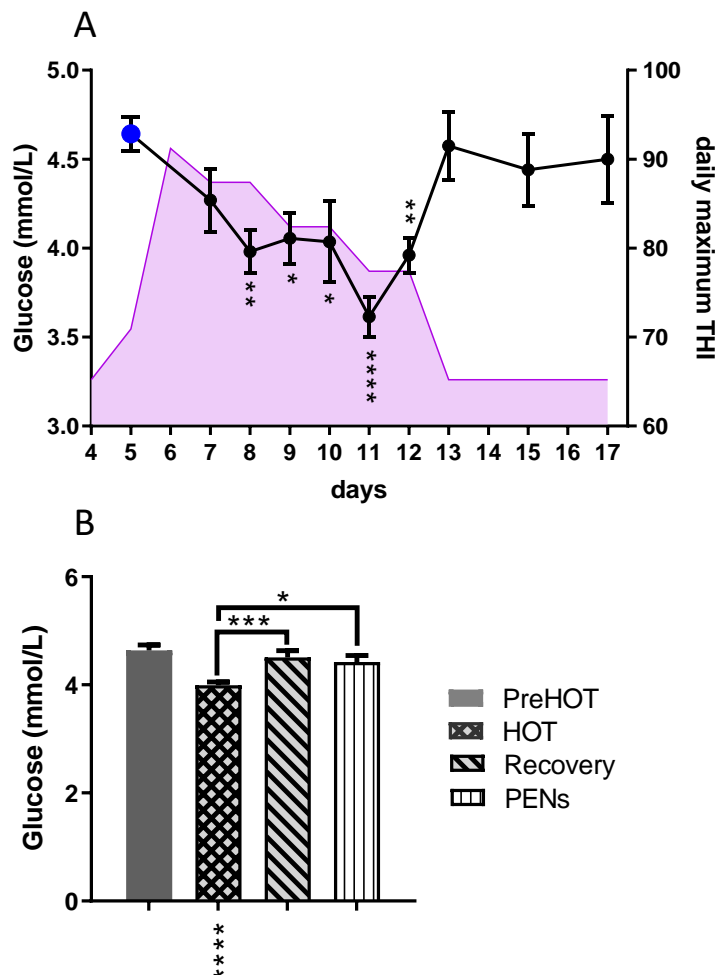 A
5.0
4.5
4.0
3.5
3.0
Glucose (mmol/L)
100
90
80
70
60
daily maximum THI
**
*
*
****
**
4 5 6 7 8 9 10 11 12 13 14 15 16 17
days
B
6
4
2
0
Glucose (mmol/L)
*
***
****
PreHOT
HOT
Recovery
PENs